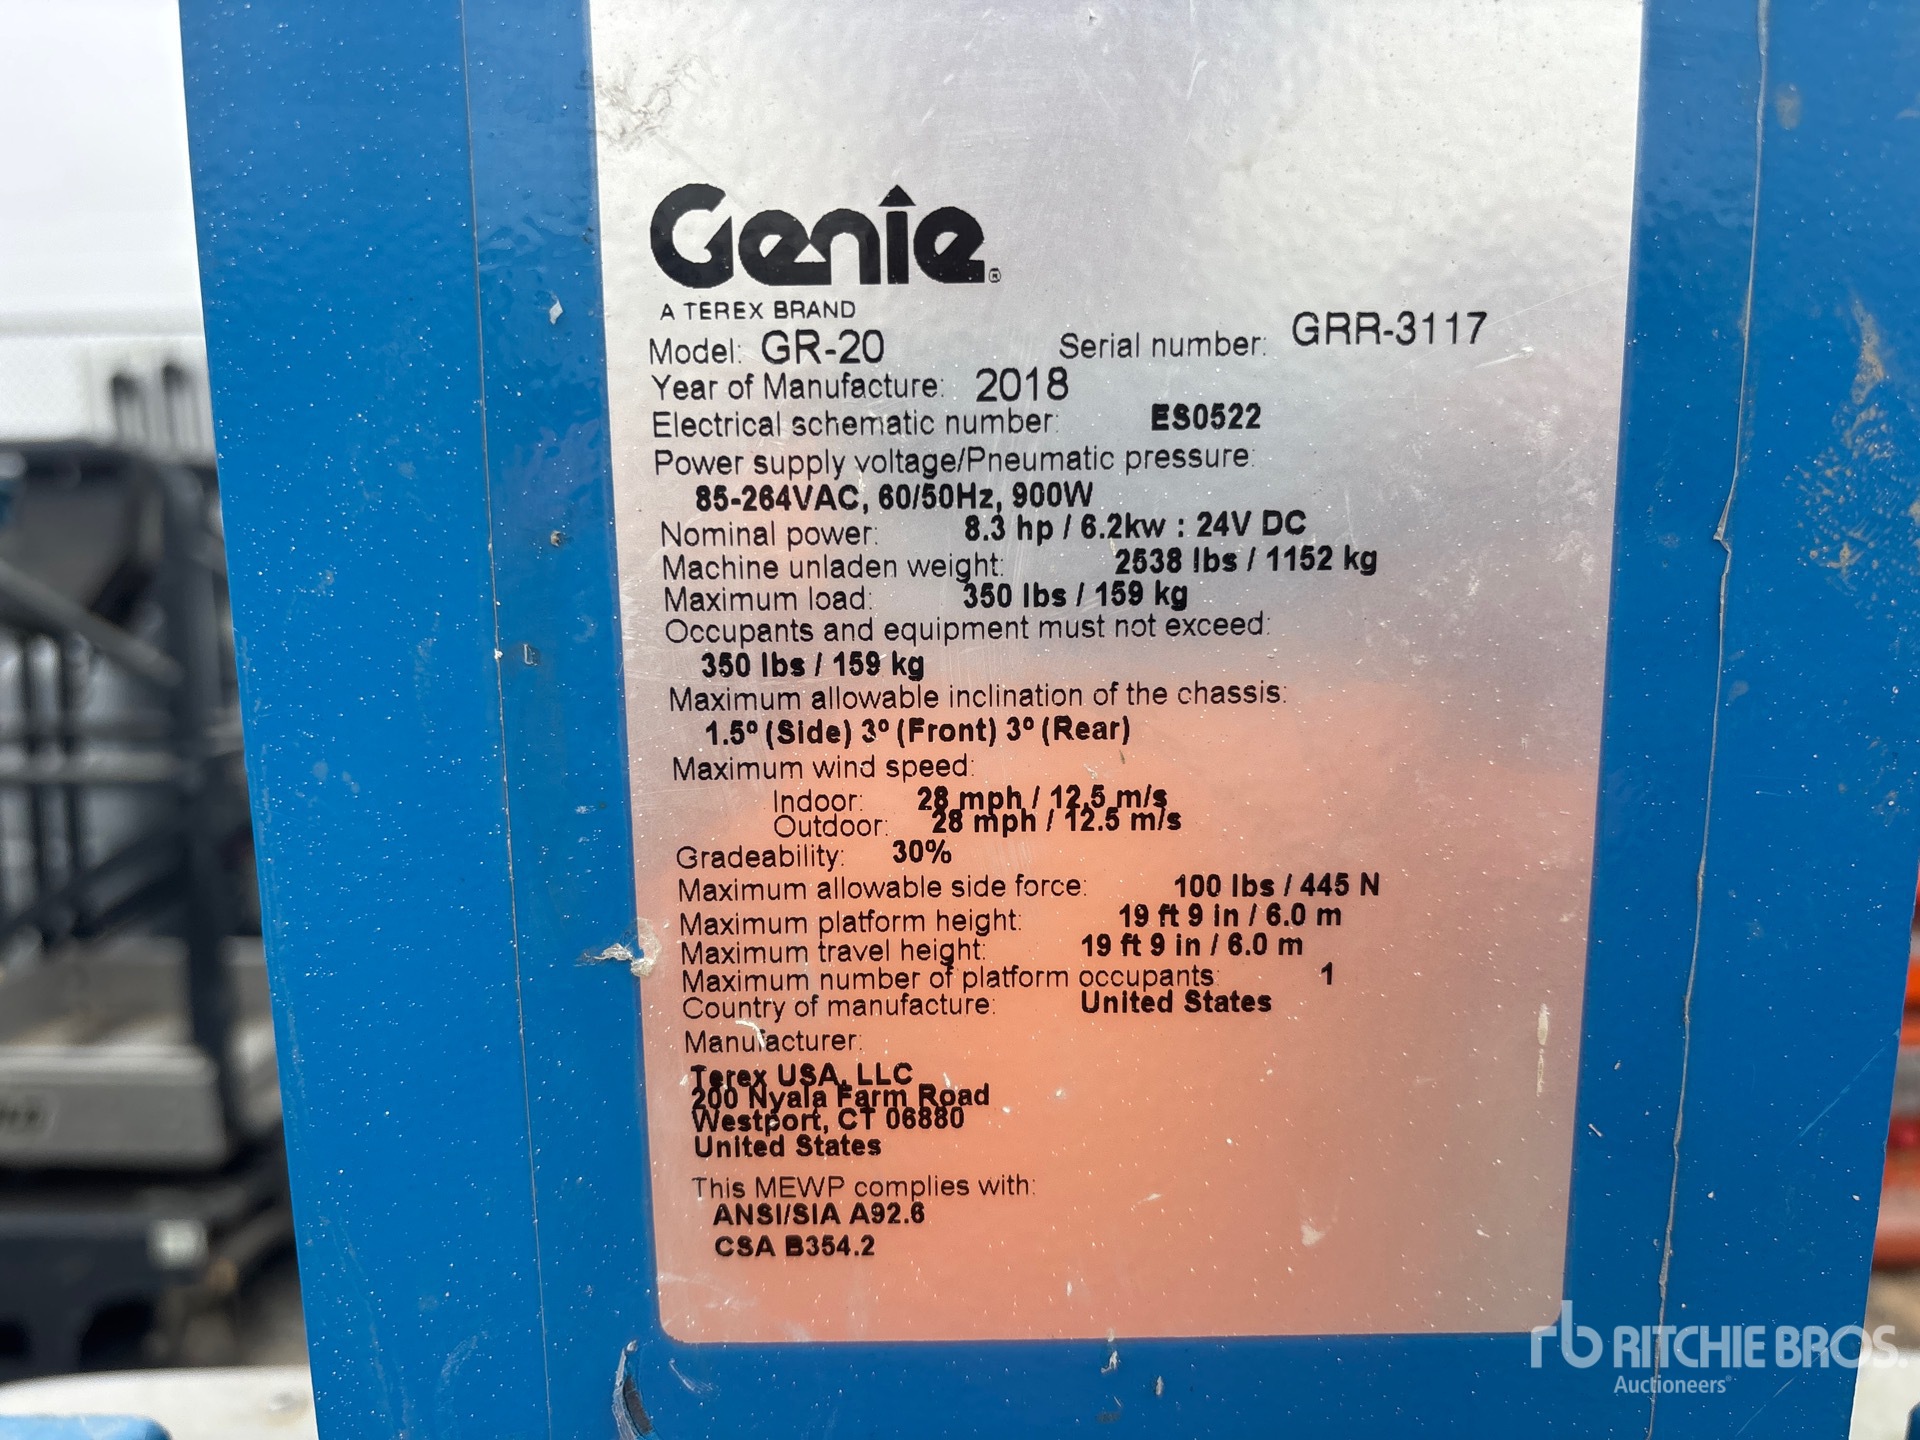 Genie®
A TEREX BRAND
Model: GR-20 Serial number: GRR-3117
Year of Manufacture: 2018
Electrical schematic number: ES0522
Power supply voltage/Pneumatic pressure:
85-264VAC, 60/50Hz, 900W
Nominal power: 8.3 hp / 6.2kw : 24V DC
Machine unladen weight: 2538 lbs / 1152 kg
Maximum load: 350 lbs / 159 kg
Occupants and equipment must not exceed:
350 lbs / 159 kg
Maximum allowable inclination of the chassis:
1.5º (Side) 3º (Front) 3º (Rear)
Maximum wind speed:
Indoor: 28 mph / 12.5 m/s
Outdoor: 28 mph / 12.5 m/s
Gradeability: 30%
Maximum allowable side force: 100 lbs / 445 N
Maximum platform height: 19 ft 9 in / 6.0 m
Maximum travel height: 19 ft 9 in / 6.0 m
Maximum number of platform occupants: 1
Country of manufacture: United States
Manufacturer:
Terex USA, LLC
200 Nyala Farm Road
Westport, CT 06880
United States
This MEWP complies with:
ANSI/SIA A92.6
CSA B354.2
rb RITCHIE BROS.
Auctioneers®